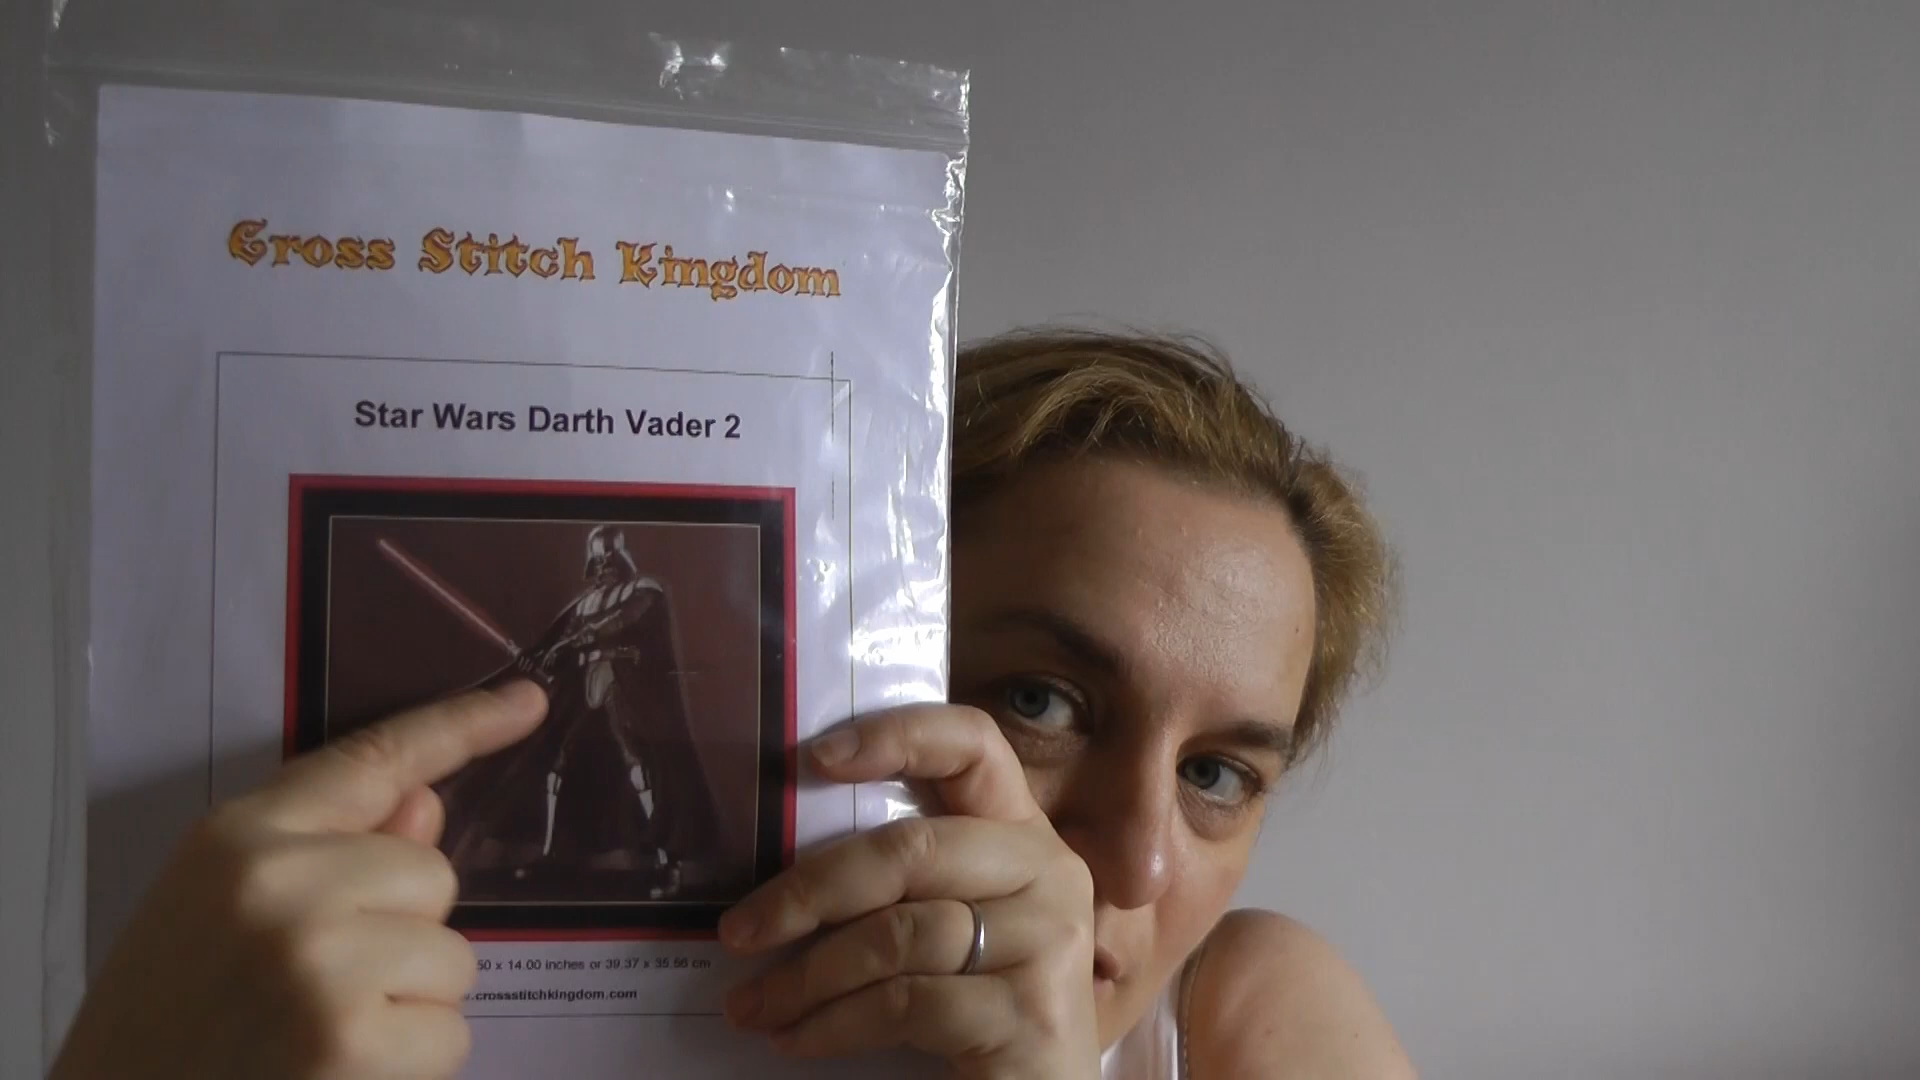 Cross Stitch Kingdom
Star Wars Darth Vader 2
50 x 14.00 inches or 39.37 x 35.56 cm
.crossstitchkingdom.com